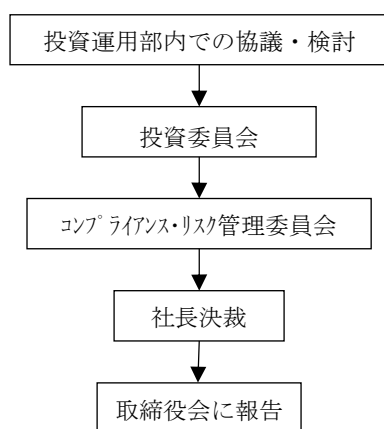 投資運用部内での協議・検討
投資委員会
ｺﾝﾌﾟﾗｲｱﾝｽ・ﾘｽｸ管理委員会
社長決裁
取締役会に報告